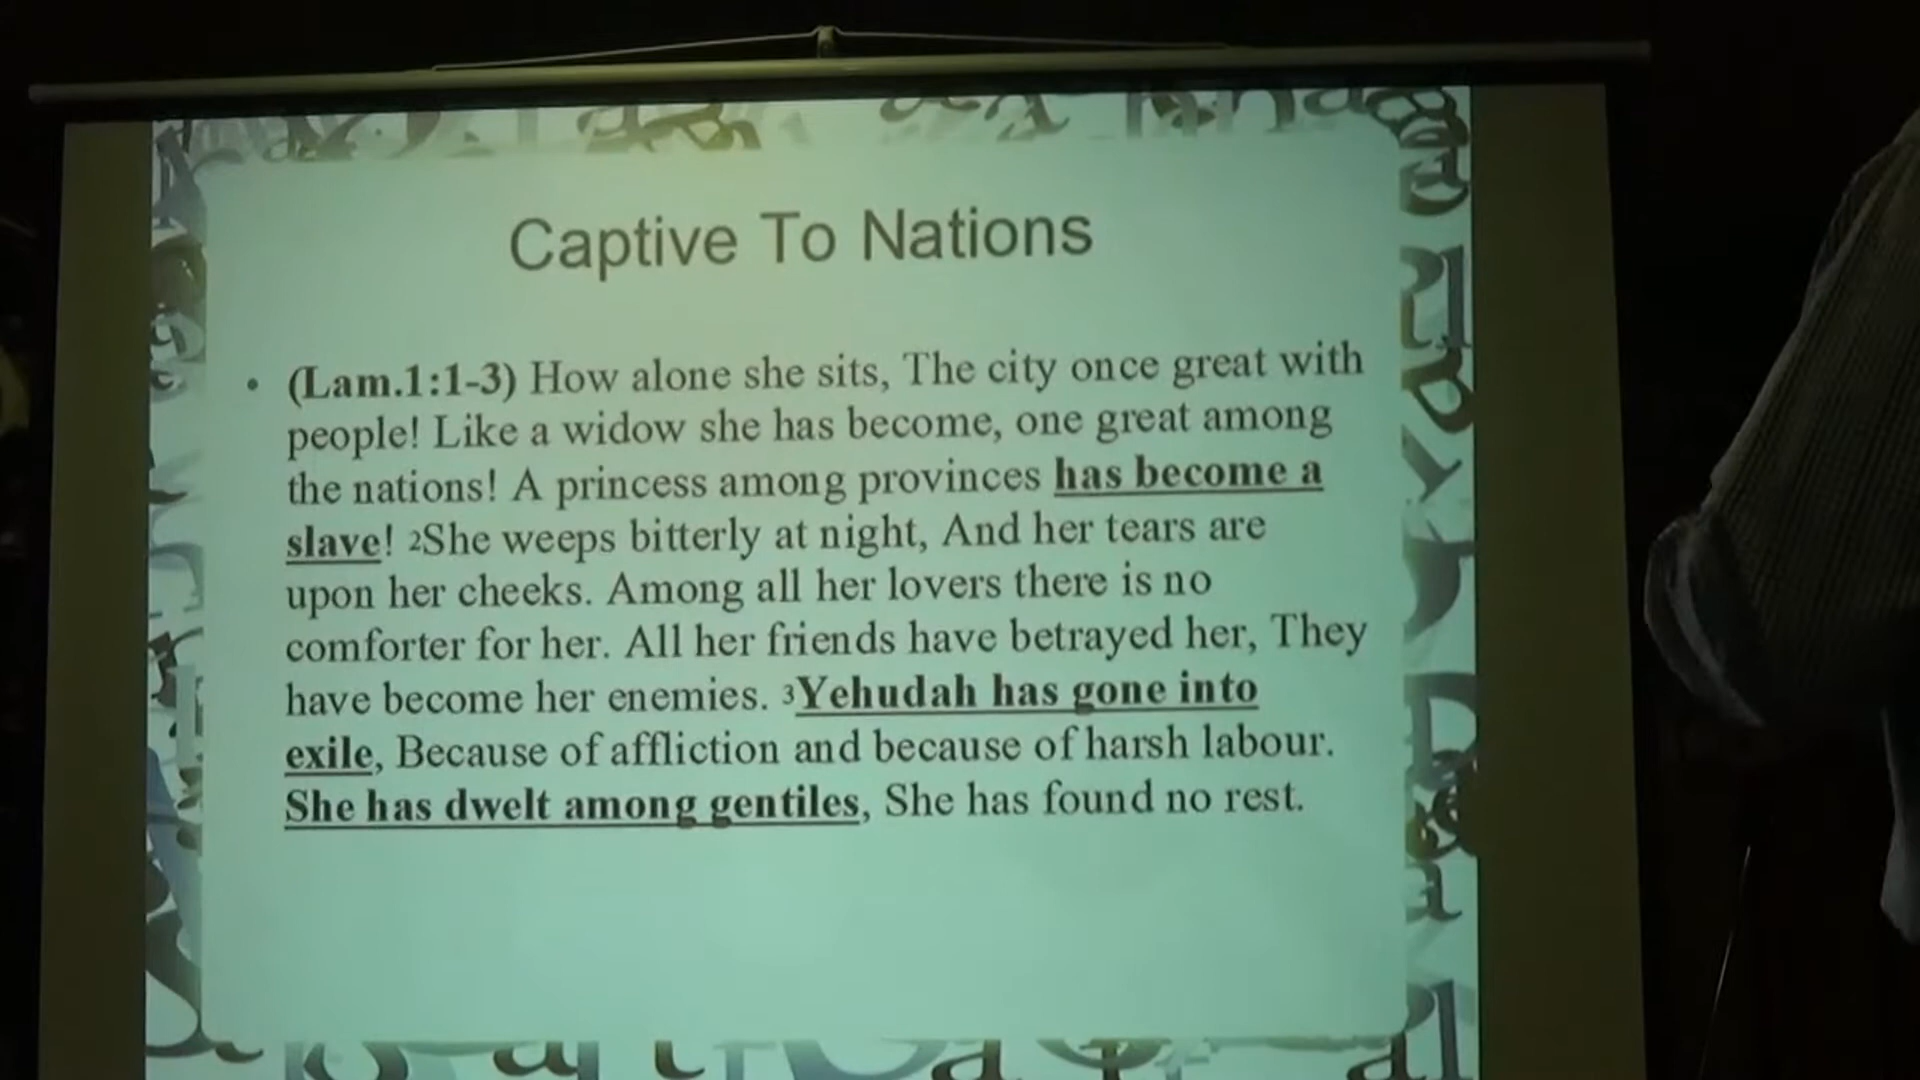 Captive To Nations
• (Lam.1:1-3) How alone she sits, The city once great with
people! Like a widow she has become, one great among
the nations! A princess among provinces has become a
slave! 2She weeps bitterly at night, And her tears are
upon her cheeks. Among all her lovers there is no
comforter for her. All her friends have betrayed her, They
have become her enemies. 3Yehudah has gone into
exile, Because of affliction and because of harsh labour.
She has dwelt among gentiles, She has found no rest.